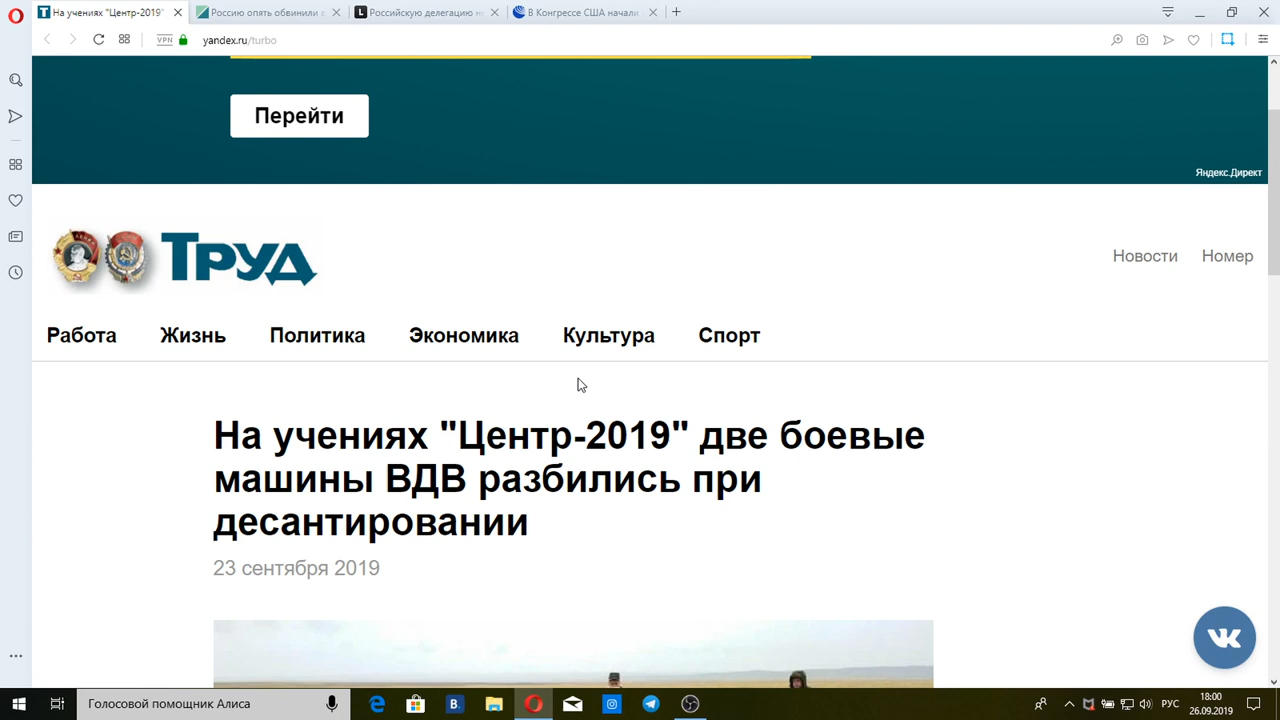 На учениях "Центр-2019"
Россию опять обвинили в
Российскую делегацию не
В Конгрессе США начали
VPN
yandex.ru/turbo
Перейти
Яндекс.Директ
Труд
Новости
Номер
Работа
Жизнь
Политика
Экономика
Культура
Спорт
На учениях "Центр-2019" две боевые
машины ВДВ разбились при
десантировании
23 сентября 2019
Голосовой помощник Алиса
РУС
18:00
26.09.2019